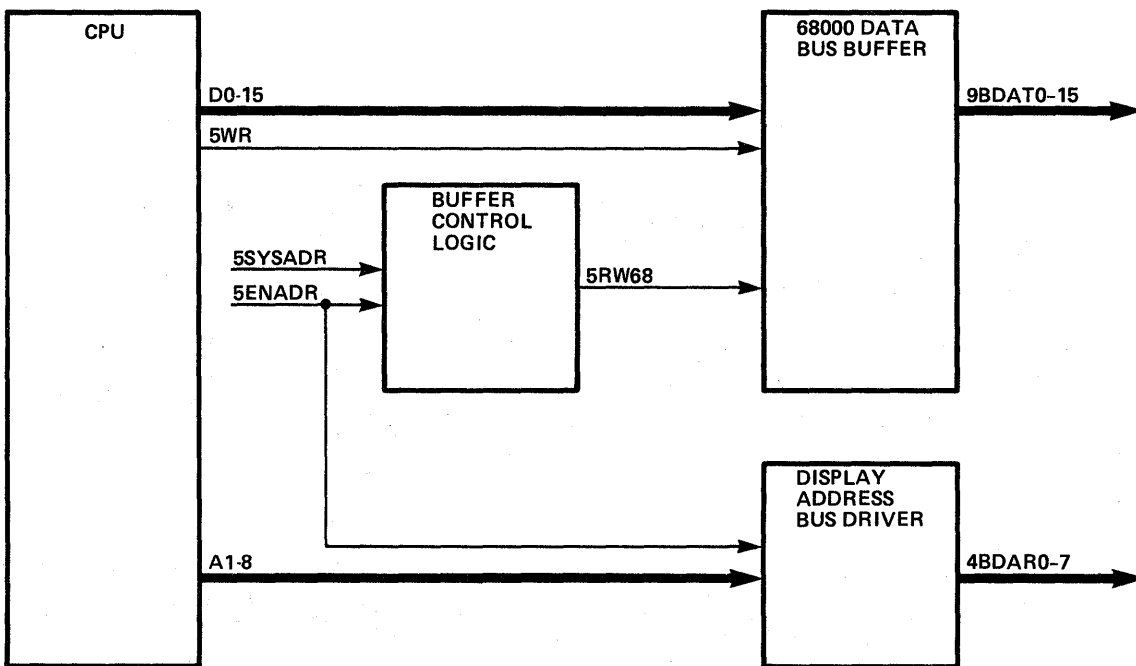 CPU
68000 DATA
BUS BUFFER
D0-15
9BDAT0-15
5WR
BUFFER
CONTROL
LOGIC
5SYSADR
5RW68
5ENADR
DISPLAY
ADDRESS
BUS DRIVER
A1-8
4BDAR0-7